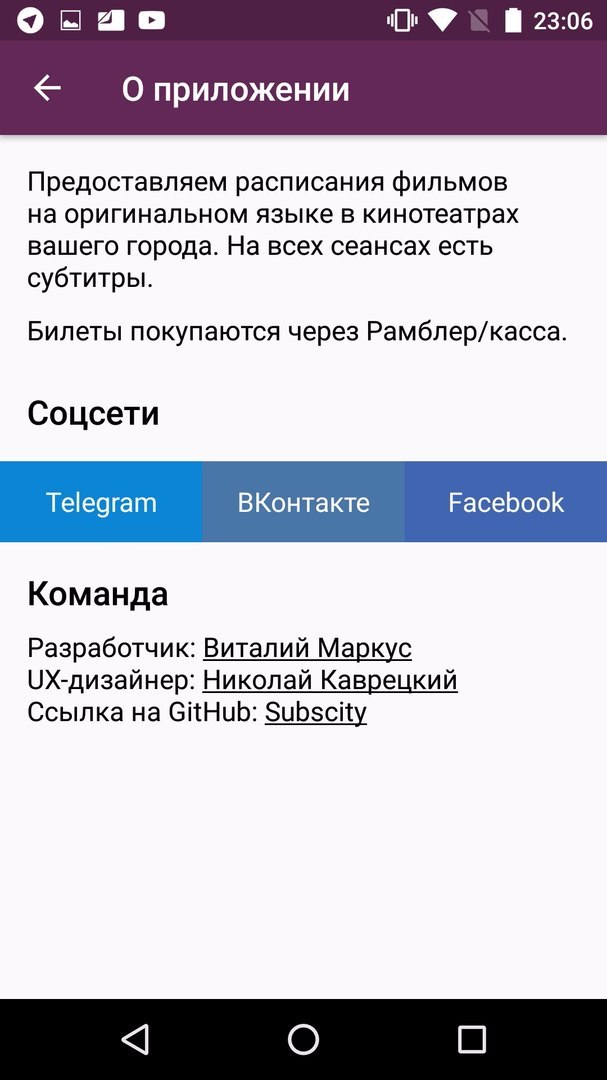 23:06
О приложении
Предоставляем расписания фильмов
на оригинальном языке в кинотеатрах
вашего города. На всех сеансах есть
субтитры.
Билеты покупаются через Рамблер/касса.
Соцсети
Telegram ВКонтакте Facebook
Команда
Разработчик: Виталий Маркус
UX-дизайнер: Николай Каврецкий
Ссылка на GitHub: Subscity